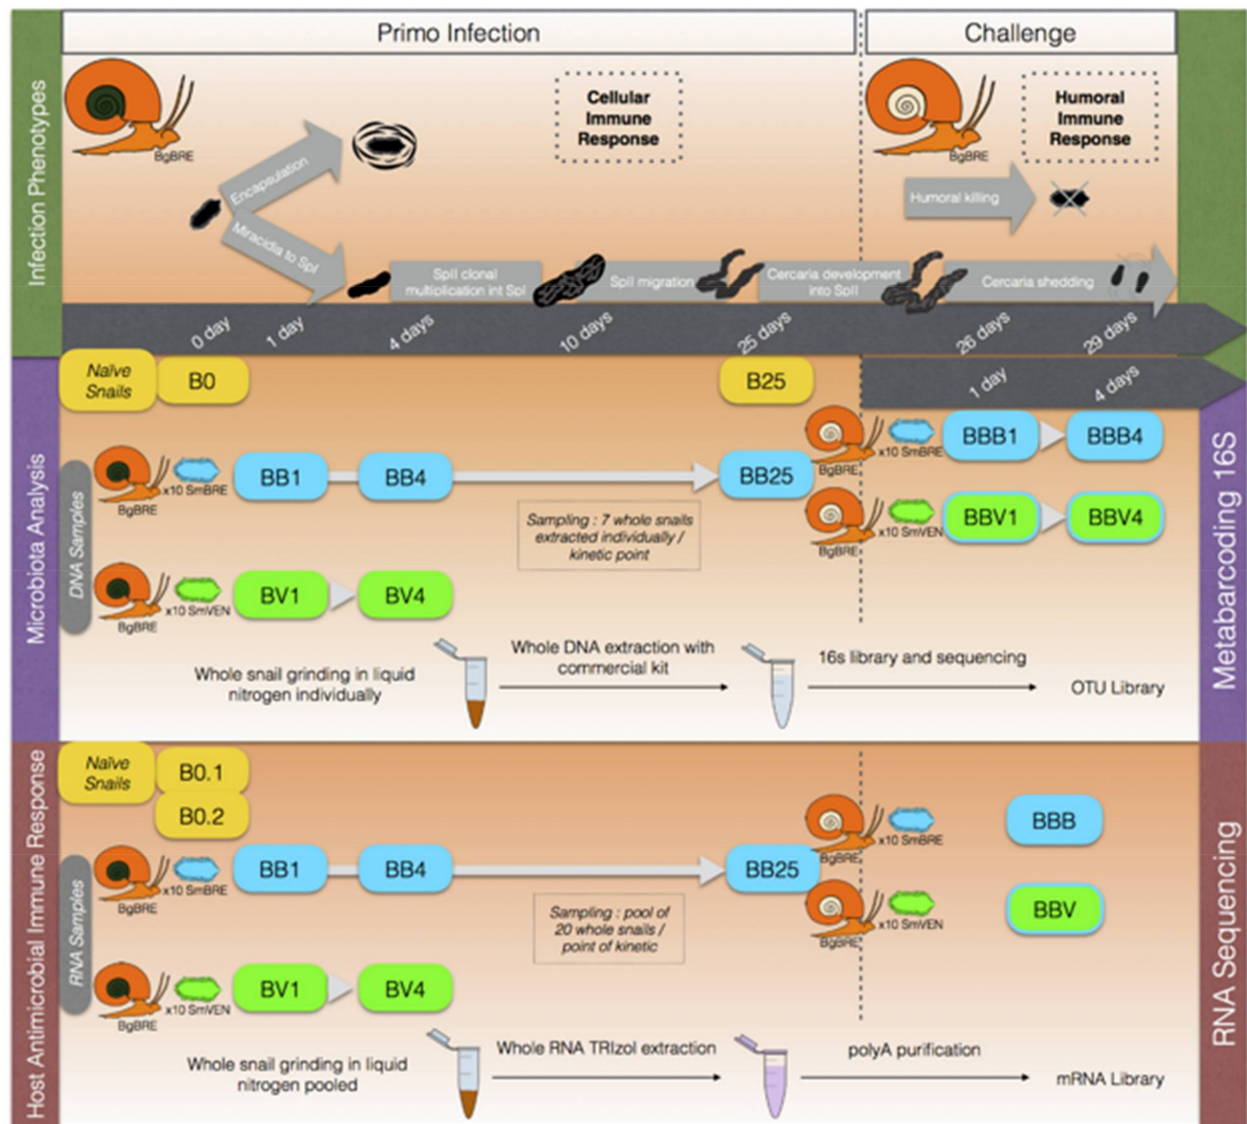 Primo Infection
Challenge
Infection Phenotypes
BgBRE
Cellular
Immune
Response
BgBRE
Humoral
Immune
Response
Encapsulation
Miracidia to SpI
Humoral killing
SpII clonal
multiplication int SpI
SpII migration
Cercaria development
into SpII
Cercaria shedding
0 day
1 day
4 days
10 days
25 days
26 days
29 days
1 day
4 days
Microbiota Analysis
Metabarcoding 16S
Naïve
Snails
B0
B25
DNA Samples
BgBRE
x10 SmBRE
BB1
BB4
BB25
BgBRE
x10 SmBRE
BBB1
BBB4
Sampling : 7 whole snails
extracted individually /
kinetic point
BgBRE
x10 SmVEN
BBV1
BBV4
BgBRE
x10 SmVEN
BV1
BV4
Whole snail grinding in liquid
nitrogen individually
Whole DNA extraction with
commercial kit
16s library and sequencing
OTU Library
Host Antimicrobial Immune Response
RNA Sequencing
Naïve
Snails
B0.1
B0.2
RNA Samples
BgBRE
x10 SmBRE
BB1
BB4
BB25
BgBRE
x10 SmBRE
BBB
Sampling : pool of
20 whole snails /
point of kinetic
BgBRE
x10 SmVEN
BBV
BgBRE
x10 SmVEN
BV1
BV4
Whole snail grinding in liquid
nitrogen pooled
Whole RNA TRIzol extraction
polyA purification
mRNA Library